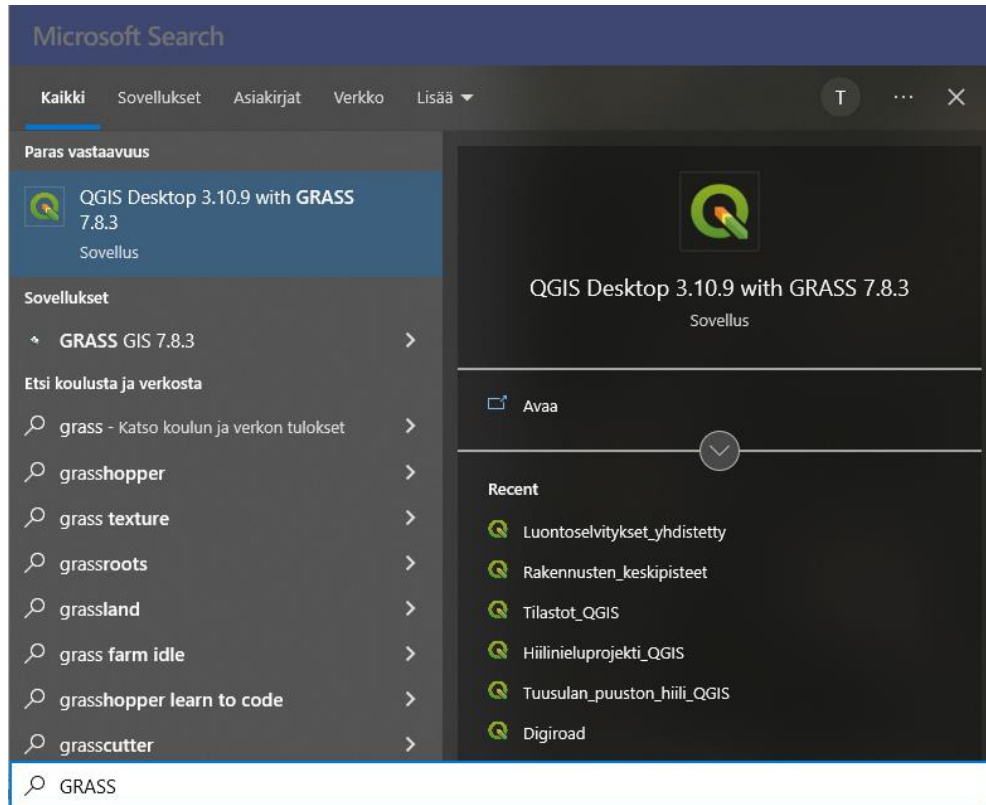 Microsoft Search
Kaikki Sovellukset Asiakirjat Verkko Lisää T ...
Paras vastaavuus
QGIS Desktop 3.10.9 with GRASS
7.8.3
Sovellus
Sovellukset
GRASS GIS 7.8.3
Etsi koulusta ja verkosta
grass - Katso koulun ja verkon tulokset
grasshopper
grass texture
grassroots
grassland
grass farm idle
grasshopper learn to code
grasscutter
QGIS Desktop 3.10.9 with GRASS 7.8.3
Sovellus
Avaa
Recent
Luontoselvitykset_yhdistetty
Rakennusten_keskipisteet
Tilastot_QGIS
Hiilinieluprojekti_QGIS
Tuusulan_puuston_hiili_QGIS
Digiroad
GRASS